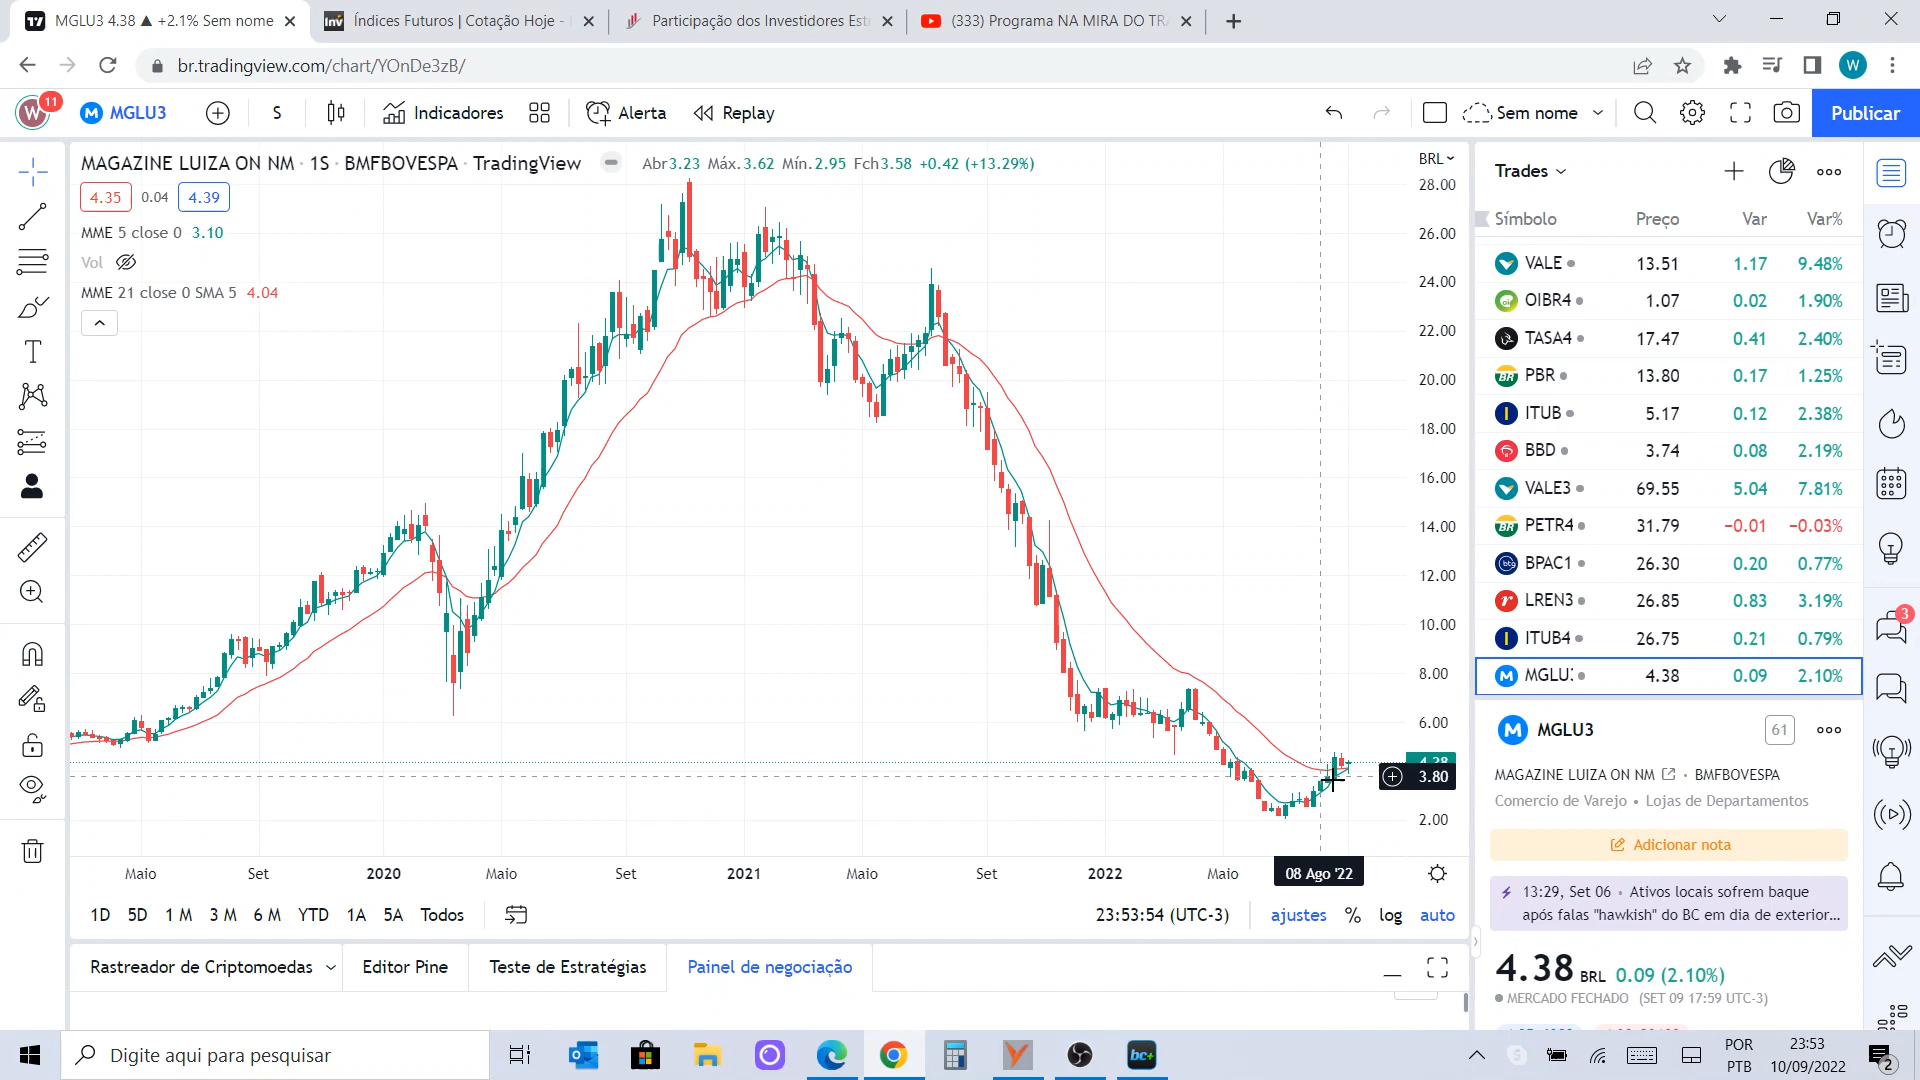 MGLU3 4.38 ▲ +2.1% Sem nome
Índices Futuros | Cotação Hoje -
Participação dos Investidores Est
(333) Programa NA MIRA DO TR
br.tradingview.com/chart/YOnDe3zB/
W
W 11
MGLU3
S
Indicadores
Alerta
Replay
Sem nome
Publicar
MAGAZINE LUIZA ON NM · 1S · BMFBOVESPA · TradingView
Abr3.23 Máx.3.62 Mín.2.95 Fch3.58 +0.42 (+13.29%)
4.35 0.04 4.39
MME 5 close 0 3.10
Vol
MME 21 close 0 SMA 5 4.04
BRL
28.00
26.00
24.00
22.00
20.00
18.00
16.00
14.00
12.00
10.00
8.00
6.00
3.80
2.00
Maio Set 2020 Maio Set 2021 Maio Set 2022 Maio 08 Ago '22
1D 5D 1 M 3 M 6 M YTD 1A 5A Todos
23:53:54 (UTC-3) ajustes % log auto
Rastreador de Criptomoedas
Editor Pine
Teste de Estratégias
Painel de negociação
Trades
Símbolo Preço Var Var%
VALE 13.51 1.17 9.48%
OIBR4 1.07 0.02 1.90%
TASA4 17.47 0.41 2.40%
PBR 13.80 0.17 1.25%
ITUB 5.17 0.12 2.38%
BBD 3.74 0.08 2.19%
VALE3 69.55 5.04 7.81%
PETR4 31.79 −0.01 −0.03%
BPAC1 26.30 0.20 0.77%
LREN3 26.85 0.83 3.19%
ITUB4 26.75 0.21 0.79%
MGLU: 4.38 0.09 2.10%
MGLU3 61
MAGAZINE LUIZA ON NM • BMFBOVESPA
Comercio de Varejo • Lojas de Departamentos
Adicionar nota
13:29, Set 06 • Ativos locais sofrem baque
após falas "hawkish" do BC em dia de exterior...
4.38 BRL 0.09 (2.10%)
MERCADO FECHADO (SET 09 17:59 UTC-3)
3
Digite aqui para pesquisar
bc+
POR
PTB
23:53
10/09/2022
2